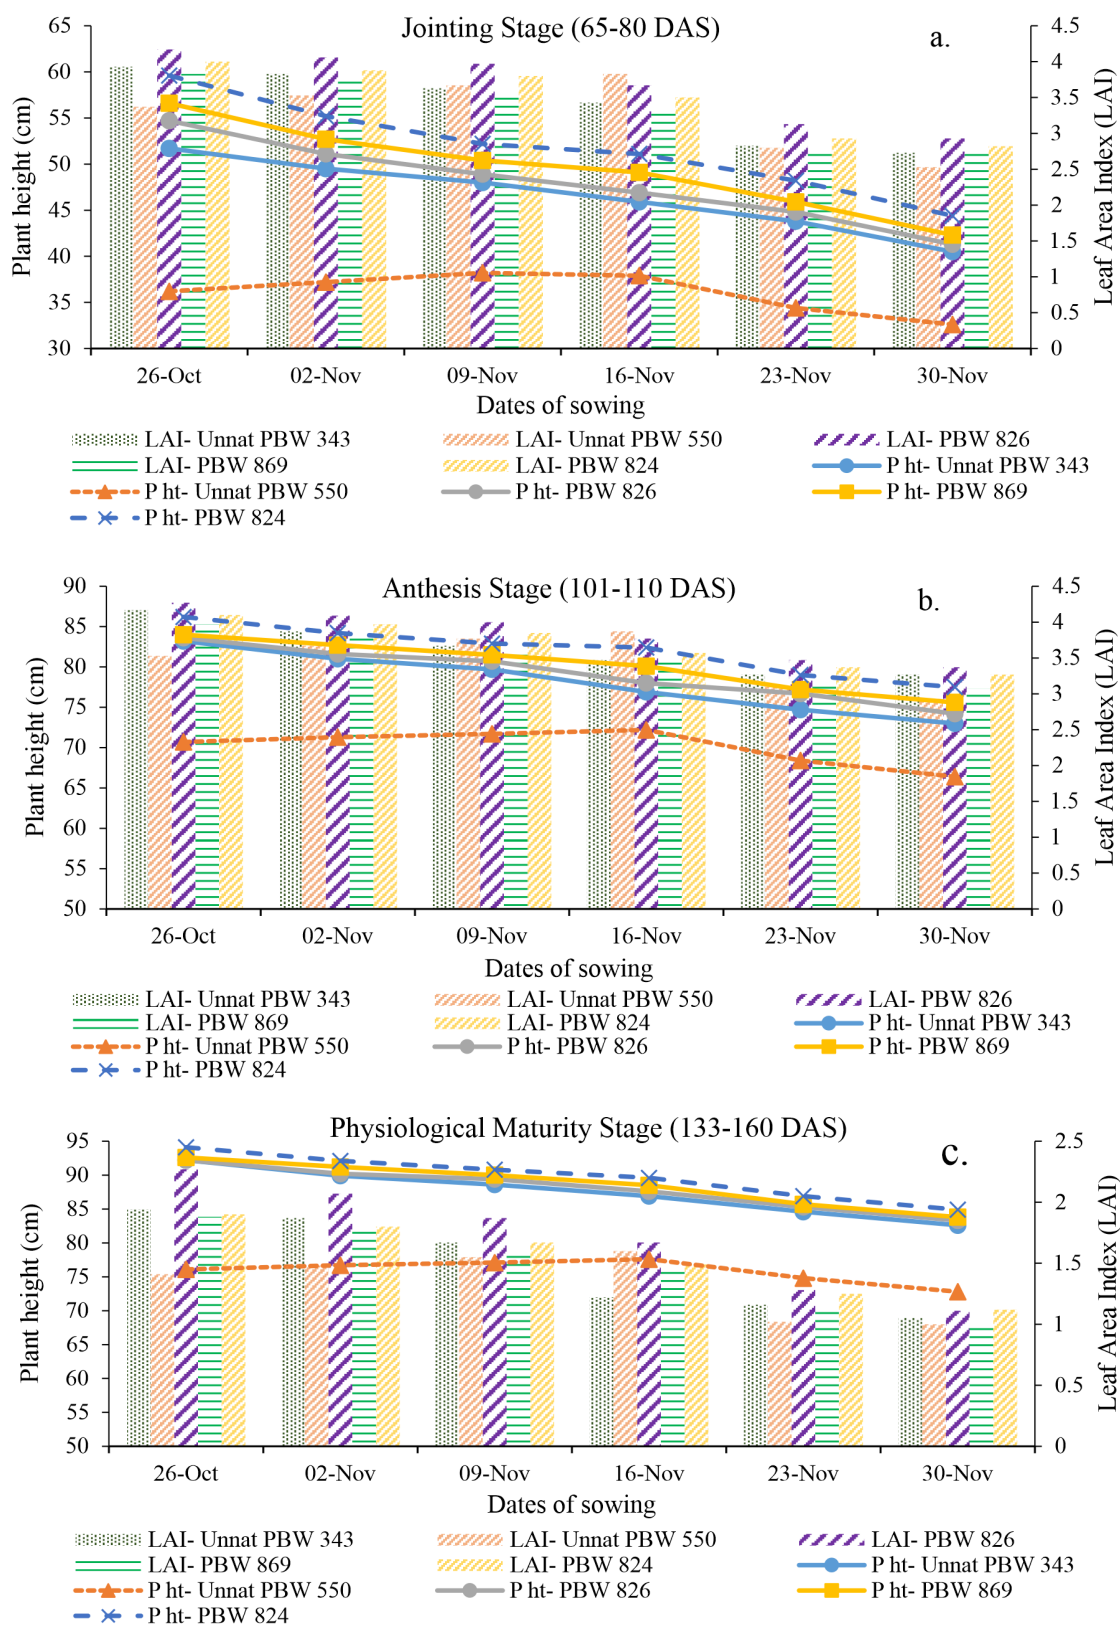 Jointing Stage (65-80 DAS)
a.
65
60
55
50
45
40
35
30
Plant height (cm)
4.5
4
3.5
3
2.5
2
1.5
1
0.5
0
Leaf Area Index (LAI)
26-Oct 02-Nov 09-Nov 16-Nov 23-Nov 30-Nov
Dates of sowing
LAI- Unnat PBW 343 LAI- Unnat PBW 550 LAI- PBW 826
LAI- PBW 869 LAI- PBW 824 P ht- Unnat PBW 343
P ht- Unnat PBW 550 P ht- PBW 826 P ht- PBW 869
P ht- PBW 824
Anthesis Stage (101-110 DAS)
b.
90
85
80
75
70
65
60
55
50
Plant height (cm)
4.5
4
3.5
3
2.5
2
1.5
1
0.5
0
Leaf Area Index (LAI)
26-Oct 02-Nov 09-Nov 16-Nov 23-Nov 30-Nov
Dates of sowing
LAI- Unnat PBW 343 LAI- Unnat PBW 550 LAI- PBW 826
LAI- PBW 869 LAI- PBW 824 P ht- Unnat PBW 343
P ht- Unnat PBW 550 P ht- PBW 826 P ht- PBW 869
P ht- PBW 824
Physiological Maturity Stage (133-160 DAS)
c.
95
90
85
80
75
70
65
60
55
50
Plant height (cm)
2.5
2
1.5
1
0.5
0
Leaf Area Index (LAI)
26-Oct 02-Nov 09-Nov 16-Nov 23-Nov 30-Nov
Dates of sowing
LAI- Unnat PBW 343 LAI- Unnat PBW 550 LAI- PBW 826
LAI- PBW 869 LAI- PBW 824 P ht- Unnat PBW 343
P ht- Unnat PBW 550 P ht- PBW 826 P ht- PBW 869
P ht- PBW 824